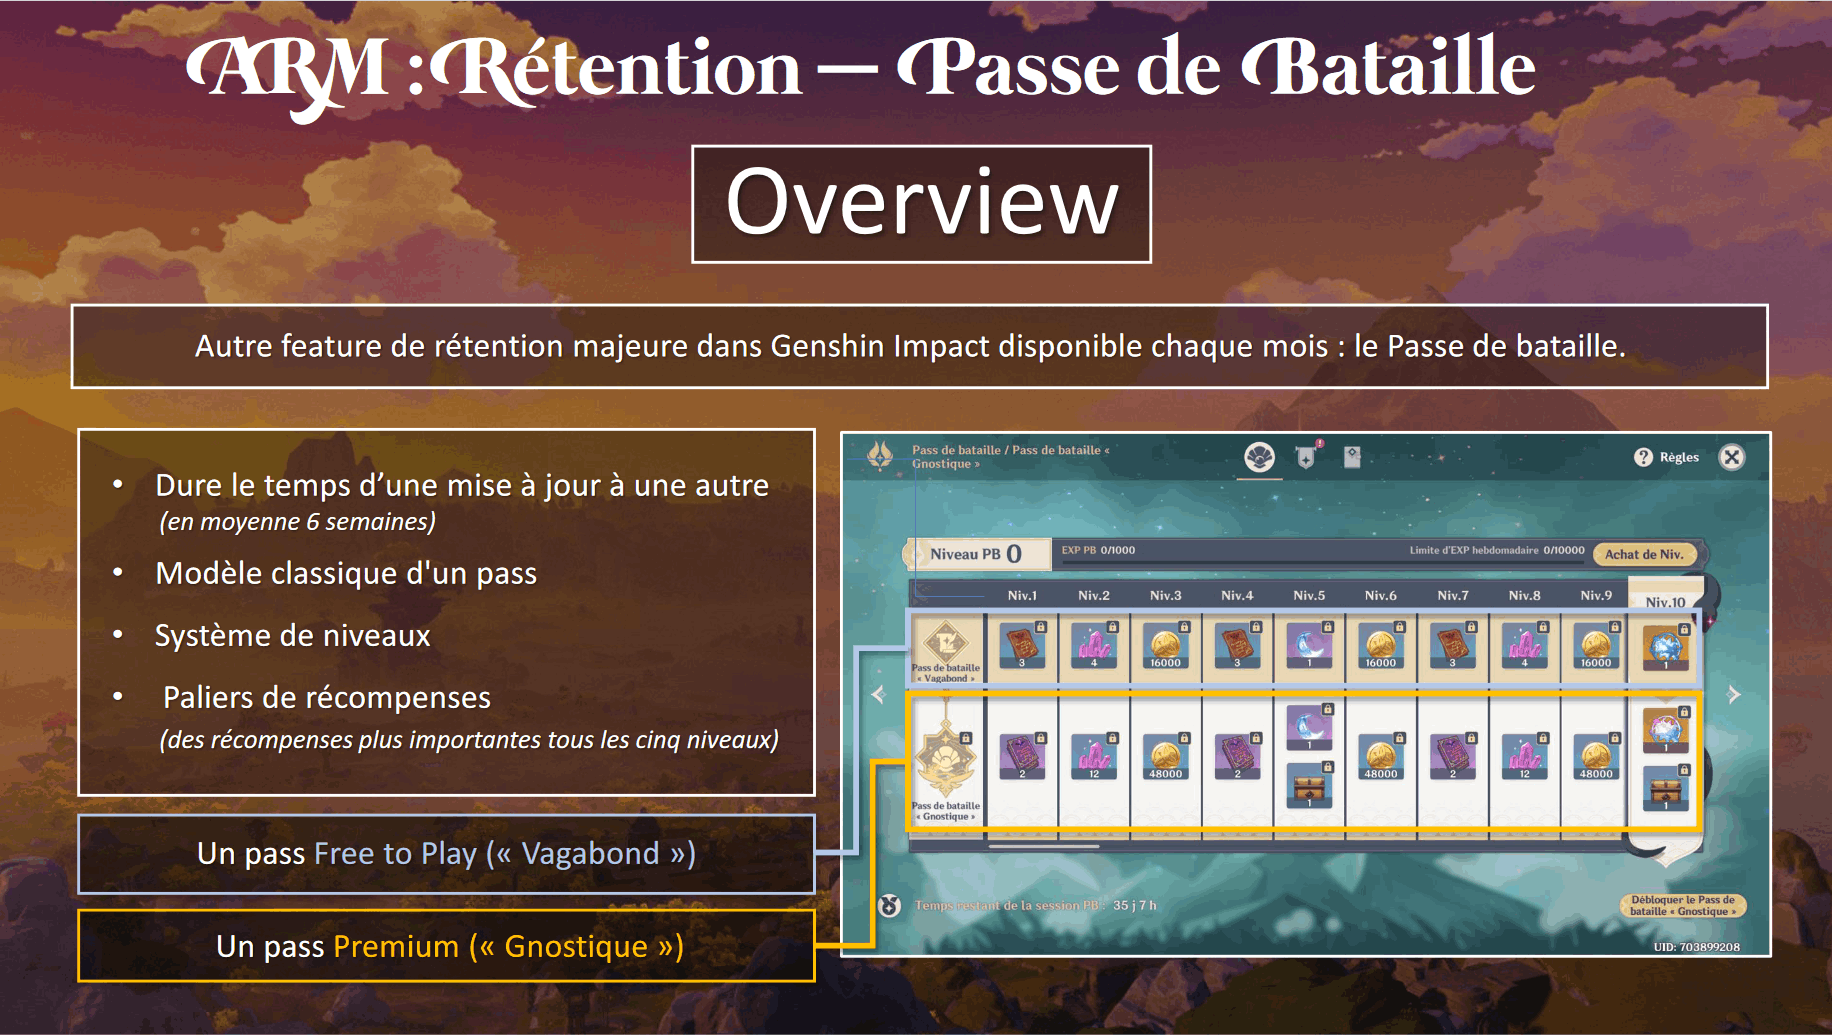 ARM : Rétention – Passe de Bataille
Overview
Autre feature de rétention majeure dans Genshin Impact disponible chaque mois : le Passe de bataille.
• Dure le temps d’une mise à jour à une autre
(en moyenne 6 semaines)
• Modèle classique d'un pass
• Système de niveaux
• Paliers de récompenses
(des récompenses plus importantes tous les cinq niveaux)
Un pass Free to Play (« Vagabond »)
Un pass Premium (« Gnostique »)
Pass de bataille / Pass de bataille «
Gnostique »
? Règles
Niveau PB 0
EXP PB 0/1000
Limite d'EXP hebdomadaire 0/10000
Achat de Niv.
Niv.1 Niv.2 Niv.3 Niv.4 Niv.5 Niv.6 Niv.7 Niv.8 Niv.9 Niv.10
Pass de bataille
« Vagabond »
3 4 16000 3 1 16000 3 4 16000 1
1 1
2 12 48000 2 48000 2 12 48000
1 1
Pass de bataille
« Gnostique »
Temps restant de la session PB : 35 j 7 h
Débloquer le Pass de
bataille « Gnostique »
UID: 703899208